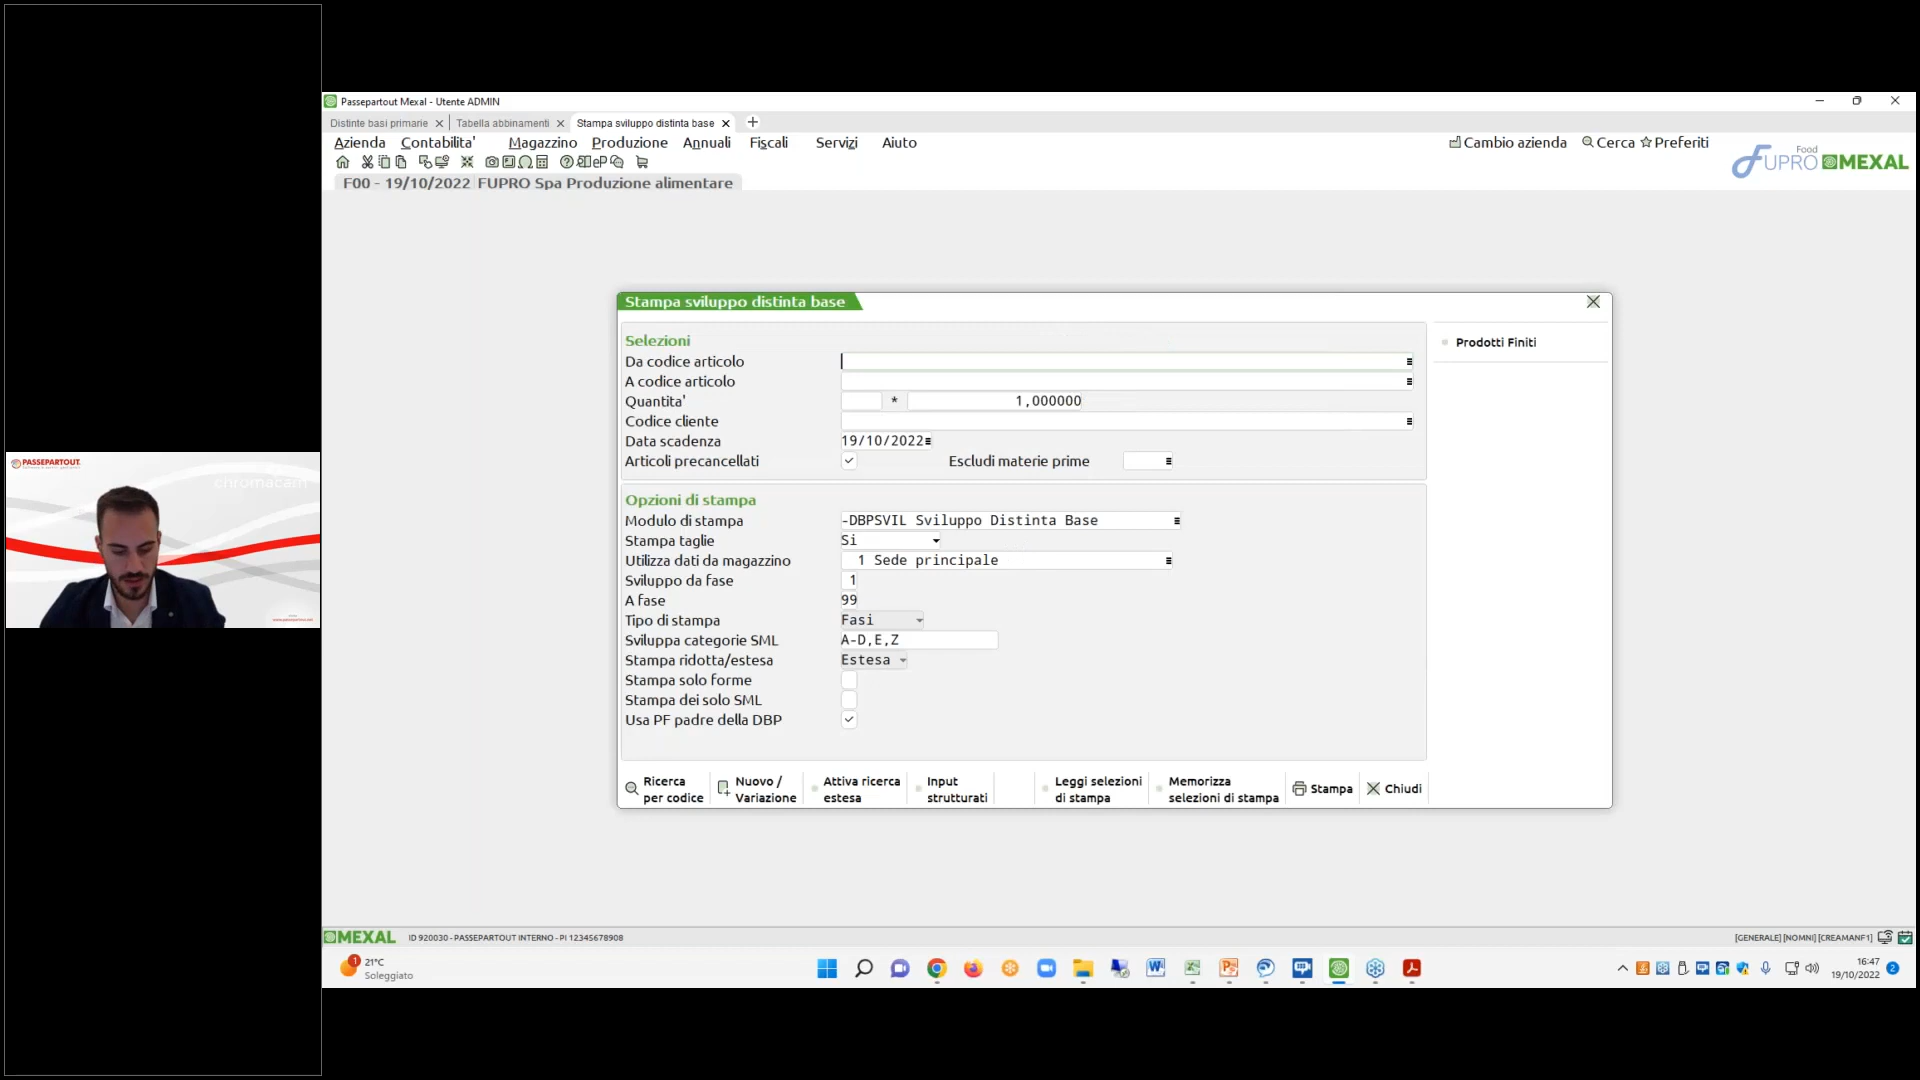 Passepartout Mexal - Utente ADMIN
Distinte basi primarie
Tabella abbinamenti
Stampa sviluppo distinta base
Azienda Contabilita' Magazzino Produzione Annuali Fiscali Servizi Aiuto
Cambio azienda Cerca Preferiti
Food
FUPRO MEXAL
F00 - 19/10/2022 FUPRO Spa Produzione alimentare
Stampa sviluppo distinta base
Selezioni
Da codice articolo
A codice articolo
Quantita' * 1,000000
Codice cliente
Data scadenza 19/10/2022
Articoli precancellati Escludi materie prime
Prodotti Finiti
Opzioni di stampa
Modulo di stampa -DBPSVIL Sviluppo Distinta Base
Stampa taglie Si
Utilizza dati da magazzino 1 Sede principale
Sviluppo da fase 1
A fase 99
Tipo di stampa Fasi
Sviluppa categorie SML A-D,E,Z
Stampa ridotta/estesa Estesa
Stampa solo forme
Stampa dei solo SML
Usa PF padre della DBP
Ricerca per codice
Nuovo / Variazione
Attiva ricerca estesa
Input strutturati
Leggi selezioni di stampa
Memorizza selezioni di stampa
Stampa
Chiudi
PASSEPARTOUT
chromacam
MEXAL ID 920030 - PASSEPARTOUT INTERNO - PI 12345678908
[GENERALE] [NOMNI] [CREAMANF1]
1
21°C
Soleggiato
16:47
19/10/2022
2